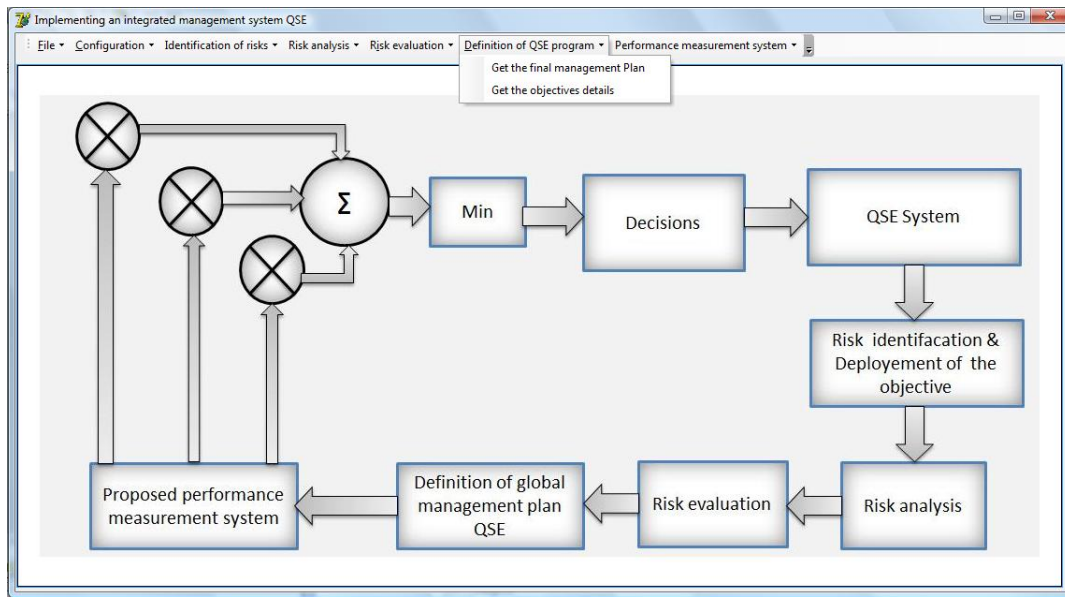 Implementing an integrated management system QSE
File Configuration Identification of risks Risk analysis Risk evaluation Definition of QSE program Performance measurement system
Get the final management Plan
Get the objectives details
Σ
Min
Decisions
QSE System
Risk identifacation &
Deployement of the
objective
Proposed performance
measurement system
Definition of global
management plan
QSE
Risk evaluation
Risk analysis